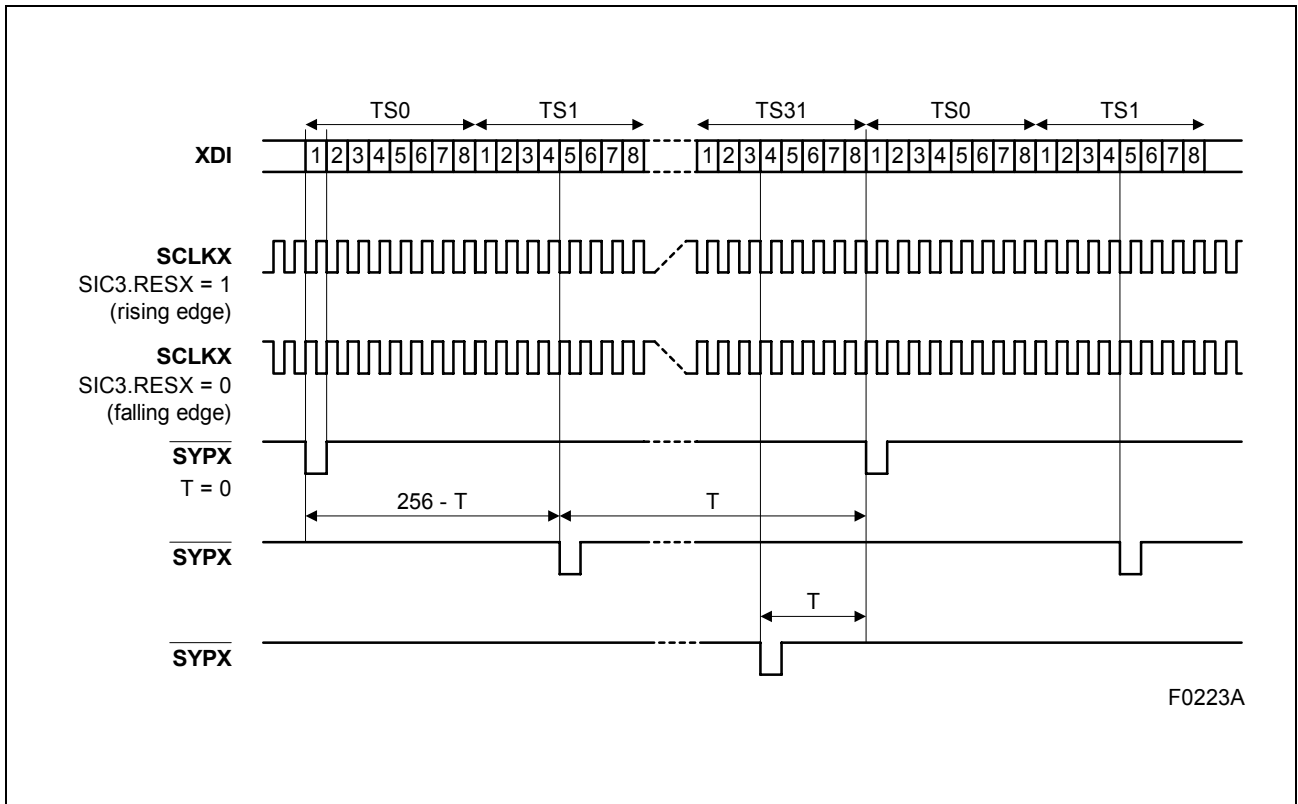 TS0 TS1 TS31 TS0 TS1
XDI 1 2 3 4 5 6 7 8 1 2 3 4 5 6 7 8 1 2 3 4 5 6 7 8 1 2 3 4 5 6 7 8 1 2 3 4 5 6 7 8
SCLKX
SIC3.RESX = 1
(rising edge)
SCLKX
SIC3.RESX = 0
(falling edge)
SYPX
T = 0
256 - T T
SYPX
T
SYPX
F0223A